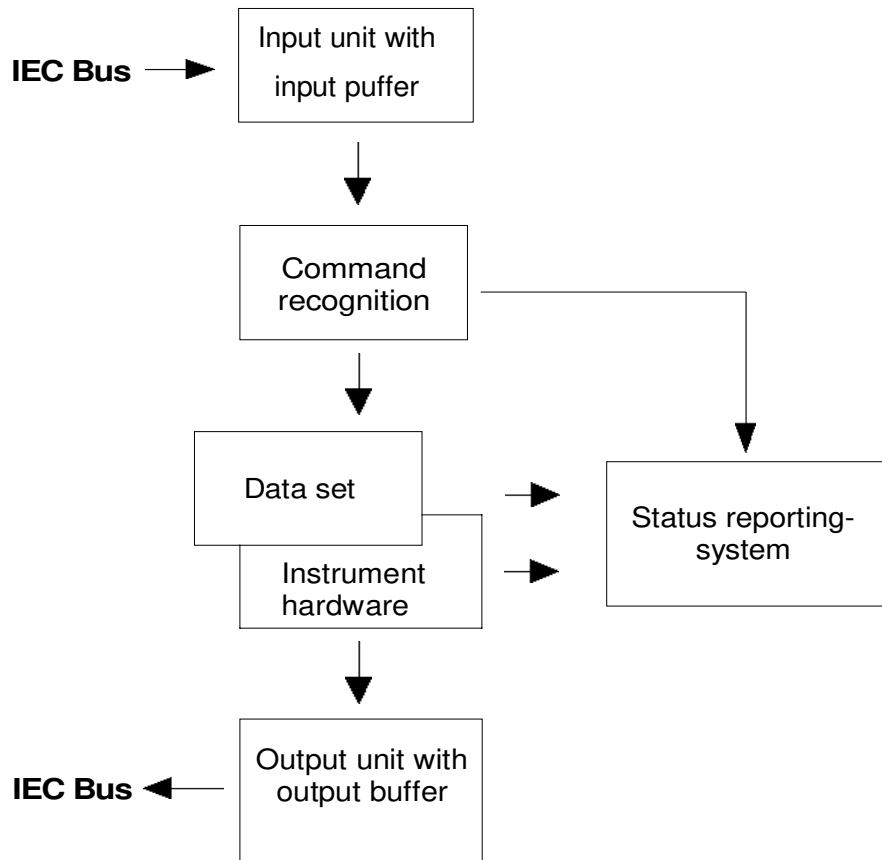 Input unit with
IEC Bus
input puffer
Command
recognition
Data set
Status reporting-
system
Instrument
hardware
Output unit with
IEC Bus
output buffer